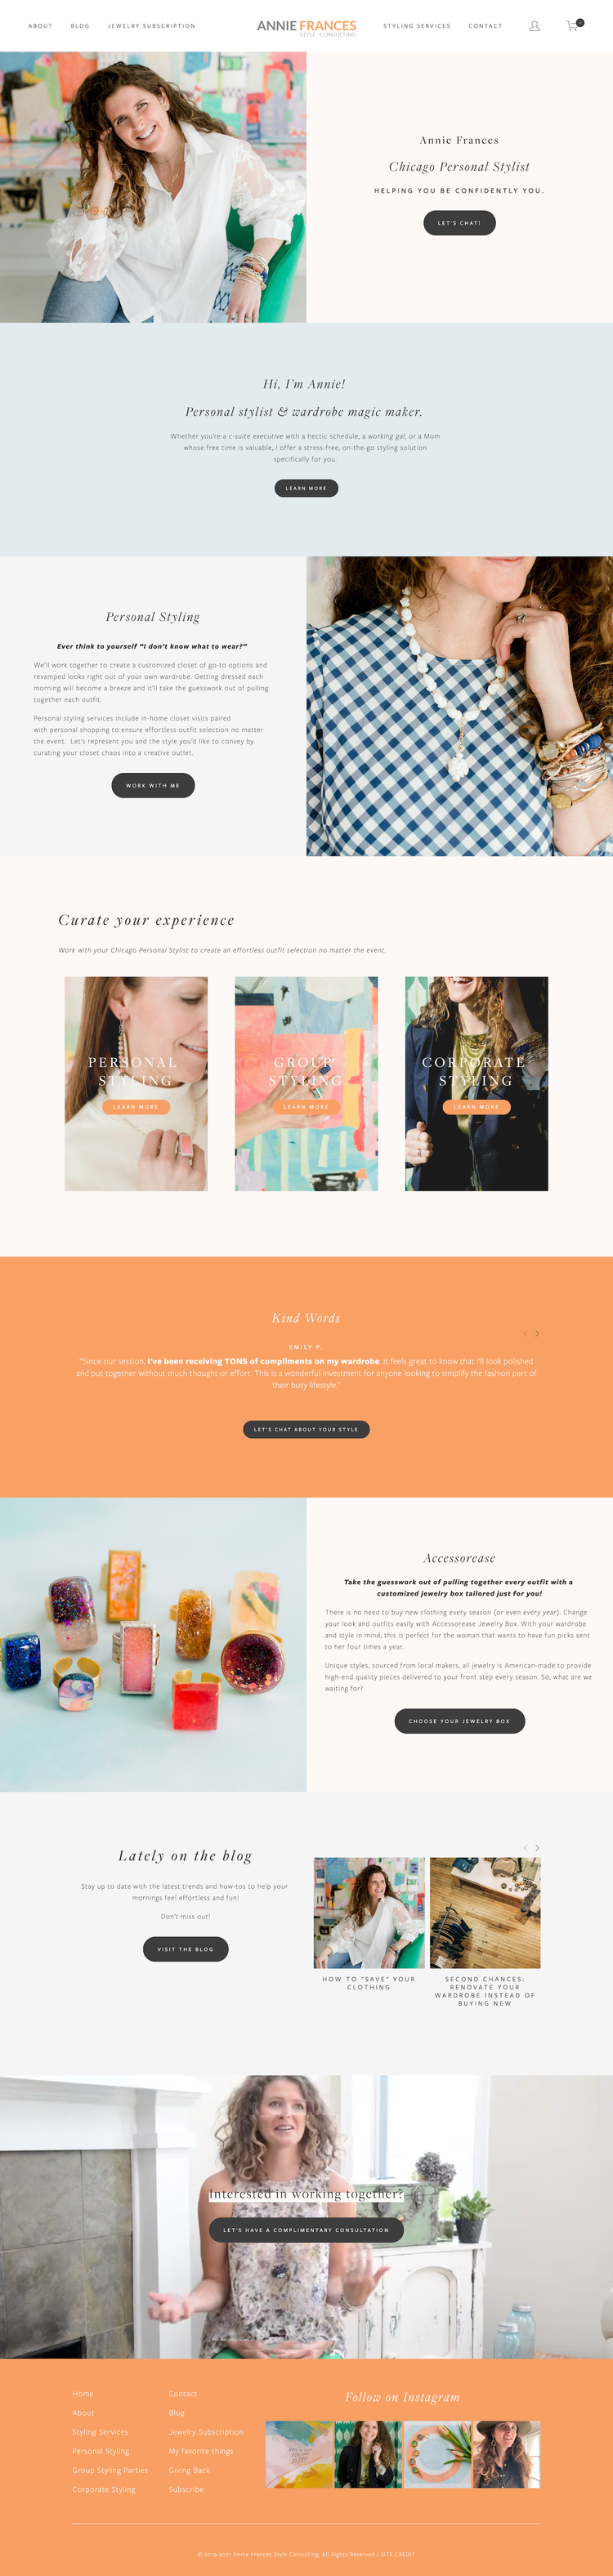 ABOUT BLOG JEWELRY SUBSCRIPTION ANNIE FRANCES STYLING SERVICES CONTACT
STYLE CONSULTING
Annie Frances
Chicago Personal Stylist
HELPING YOU BE CONFIDENTLY YOU.
LET'S CHAT!
Hi, I'm Annie!
Personal stylist & wardrobe magic maker.
Whether you're a c-suite executive with a hectic schedule, a working gal, or a Mom
whose free time is valuable, I offer a stress-free, on-the-go styling solution
specifically for you.
LEARN MORE
Personal Styling
Ever think to yourself "I don't know what to wear?"
We'll work together to create a customized closet of go-to options and
revamped looks right out of your own wardrobe. Getting dressed each
morning will become a breeze and it'll take the guesswork out of pulling
together each outfit.
Personal styling services include in-home closet visits paired
with personal shopping to ensure effortless outfit selection no matter
the event. Let's represent you and the style you'd like to convey by
curating your closet chaos into a creative outlet.
WORK WITH ME
Curate your experience
Work with your Chicago Personal Stylist to create an effortless outfit selection no matter the event.
PERSONAL
STYLING
LEARN MORE
GROUP
STYLING
LEARN MORE
CORPORATE
STYLING
LEARN MORE
Kind Words
EMILY P.
"Since our session, I've been receiving TONS of compliments on my wardrobe. It feels great to know that I'll look polished
and put together without much thought or effort. This is a wonderful investment for anyone looking to simplify the fashion part of
their busy lifestyle."
LET'S CHAT ABOUT YOUR STYLE
Accessorease
Take the guesswork out of pulling together every outfit with a
customized jewelry box tailored just for you!
There is no need to buy new clothing every season (or even every year). Change
your look and outfits easily with Accessorease Jewelry Box. With your wardrobe
and style in mind, this is perfect for the woman that wants to have fun picks sent
to her four times a year.
Unique styles, sourced from local makers, all jewelry is American-made to provide
high-end quality pieces delivered to your front step every season. So, what are we
waiting for?
CHOOSE YOUR JEWELRY BOX
Lately on the blog
Stay up to date with the latest trends and how-tos to help your
mornings feel effortless and fun!
Don't miss out!
VISIT THE BLOG
HOW TO "SAVE" YOUR
CLOTHING
SECOND CHANCES:
RENOVATE YOUR
WARDROBE INSTEAD OF
BUYING NEW
Interested in working together?
LET'S HAVE A COMPLIMENTARY CONSULTATION
Home
About
Styling Services
Personal Styling
Group Styling Parties
Corporate Styling
Contact
Blog
Jewelry Subscription
My favorite things
Giving Back
Subscribe
Follow on Instagram
© 2019-2021 Annie Frances Style Consulting. All Rights Reserved | SITE CREDIT